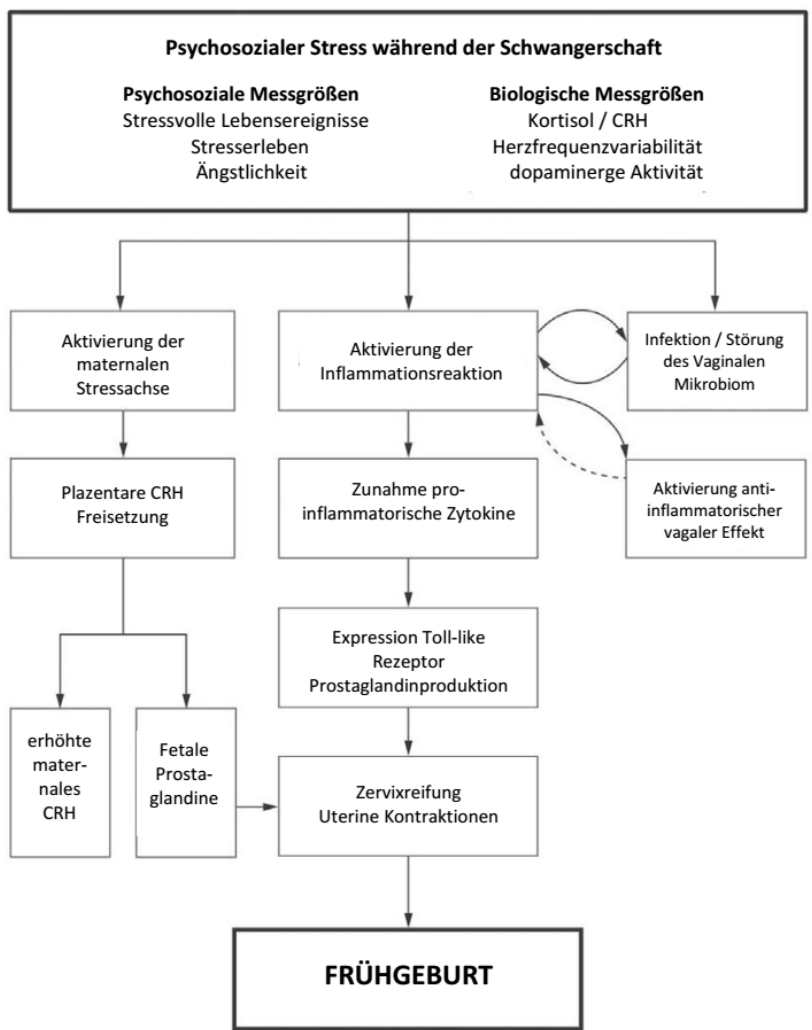 Psychosozialer Stress während der Schwangerschaft
Psychosoziale Messgrößen
Stressvolle Lebensereignisse
Stresserleben
Ängstlichkeit
Biologische Messgrößen
Kortisol / CRH
Herzfrequenzvariabilität
dopaminerge Aktivität
Aktivierung der
maternalen
Stressachse
Aktivierung der
Inflammationsreaktion
Infektion / Störung
des Vaginalen
Mikrobiom
Plazentare CRH
Freisetzung
Zunahme pro-
inflammatorische Zytokine
Aktivierung anti-
inflammatorischer
vagaler Effekt
Expression Toll-like
Rezeptor
Prostaglandinproduktion
erhöhte
mater-
nales
CRH
Fetale
Prosta-
glandine
Zervixreifung
Uterine Kontraktionen
FRÜHGEBURT